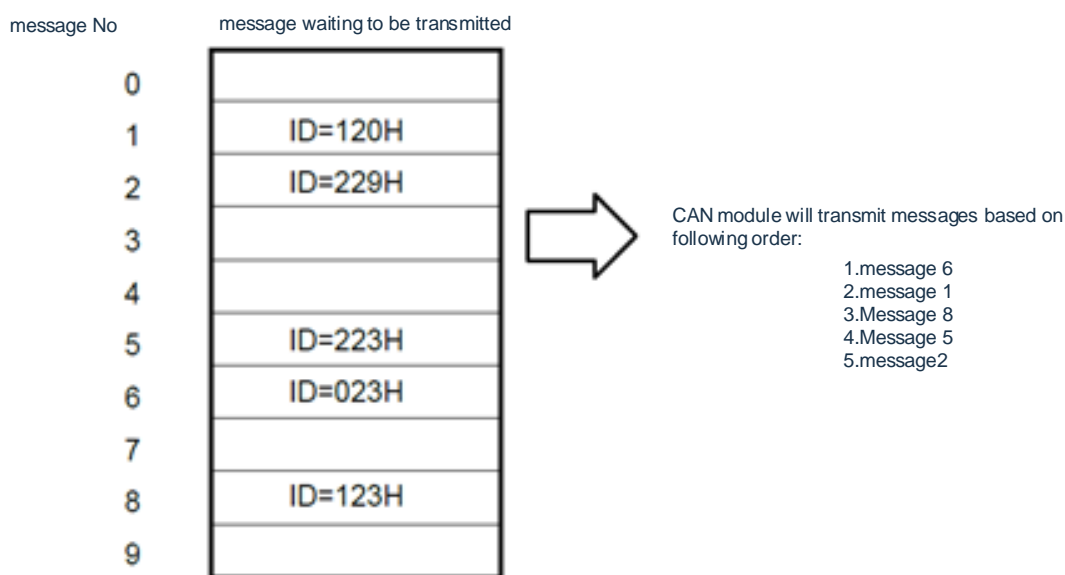 message No message waiting to be transmitted
0
1 ID=120H
2 ID=229H
3
4
5 ID=223H
6 ID=023H
7
8 ID=123H
9
CAN module will transmit messages based on
following order:
1.message 6
2.message 1
3.Message 8
4.Message 5
5.message2